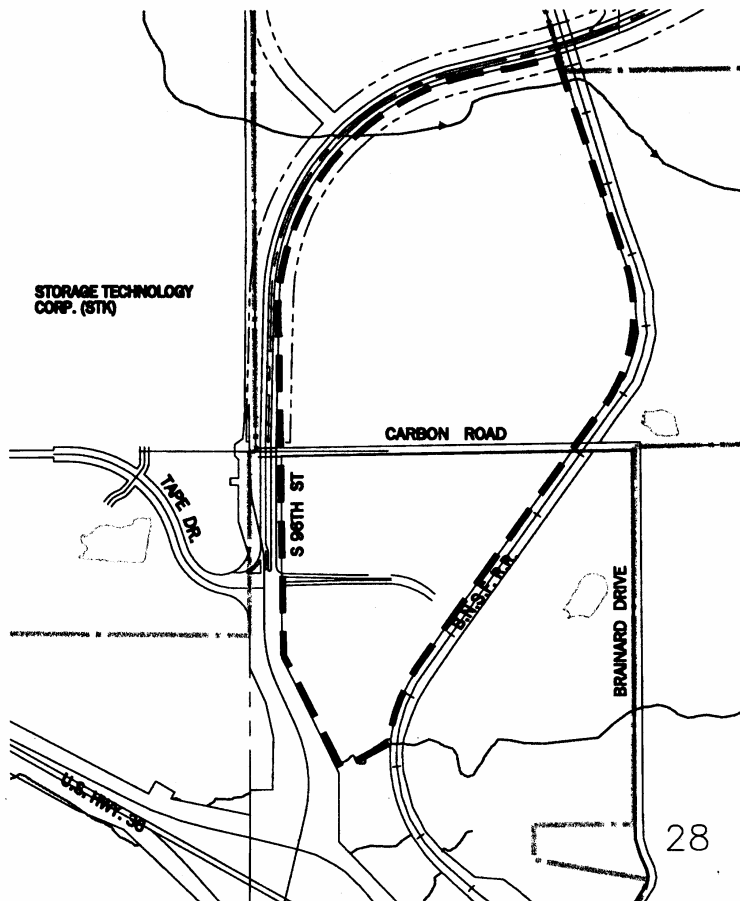 STORAGE TECHNOLOGY
CORP. (STK)
CARBON ROAD
TAPE DR.
S 96TH ST
B.N.S.F. R.R.
BRAINARD DRIVE
U.S. HWY. 36
28